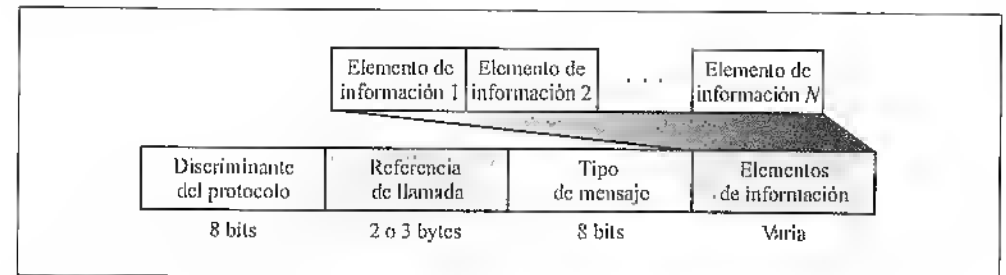 Elemento de
información 1
Elemento de
información 2
. . .
Elemento de
información N
Discriminante
del protocolo
Referencia
de llamada
Tipo
de mensaje
Elementos
de información
8 bits
2 o 3 bytes
8 bits
Varia